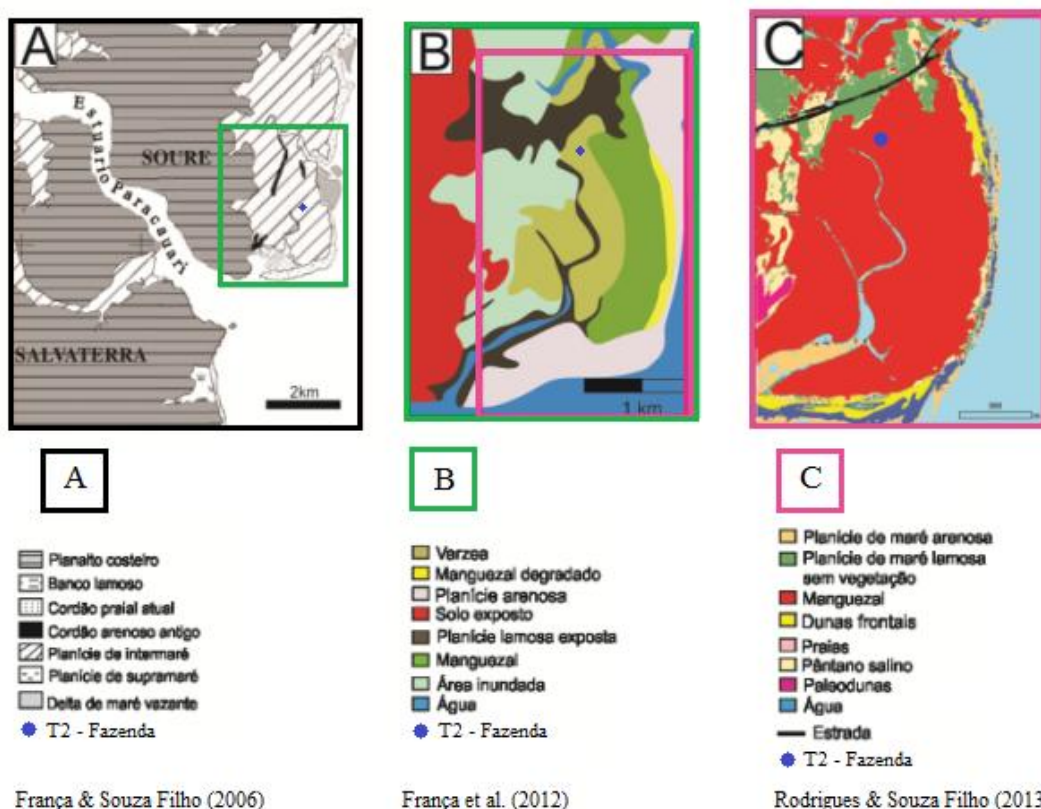 A
Estuário Paracauari
SOURE
SALVATERRA
2km
B
1 km
C
A
Planalto costeiro
Banco lamoso
Cordão praial atual
Cordão arenoso antigo
Planície de intermaré
Planície de supramaré
Delta de maré vazante
T2 - Fazenda
França & Souza Filho (2006)
B
Verzea
Manguezal degradado
Planície arenosa
Solo exposto
Planície lamosa exposta
Manguezal
Área inundada
Água
T2 - Fazenda
França et al. (2012)
C
Planície de maré arenosa
Planície de maré lamosa
sem vegetação
Manguezal
Dunas frontais
Praias
Pêntano salino
Paleodunas
Água
Estrada
T2 - Fazenda
Rodrigues & Souza Filho (2013